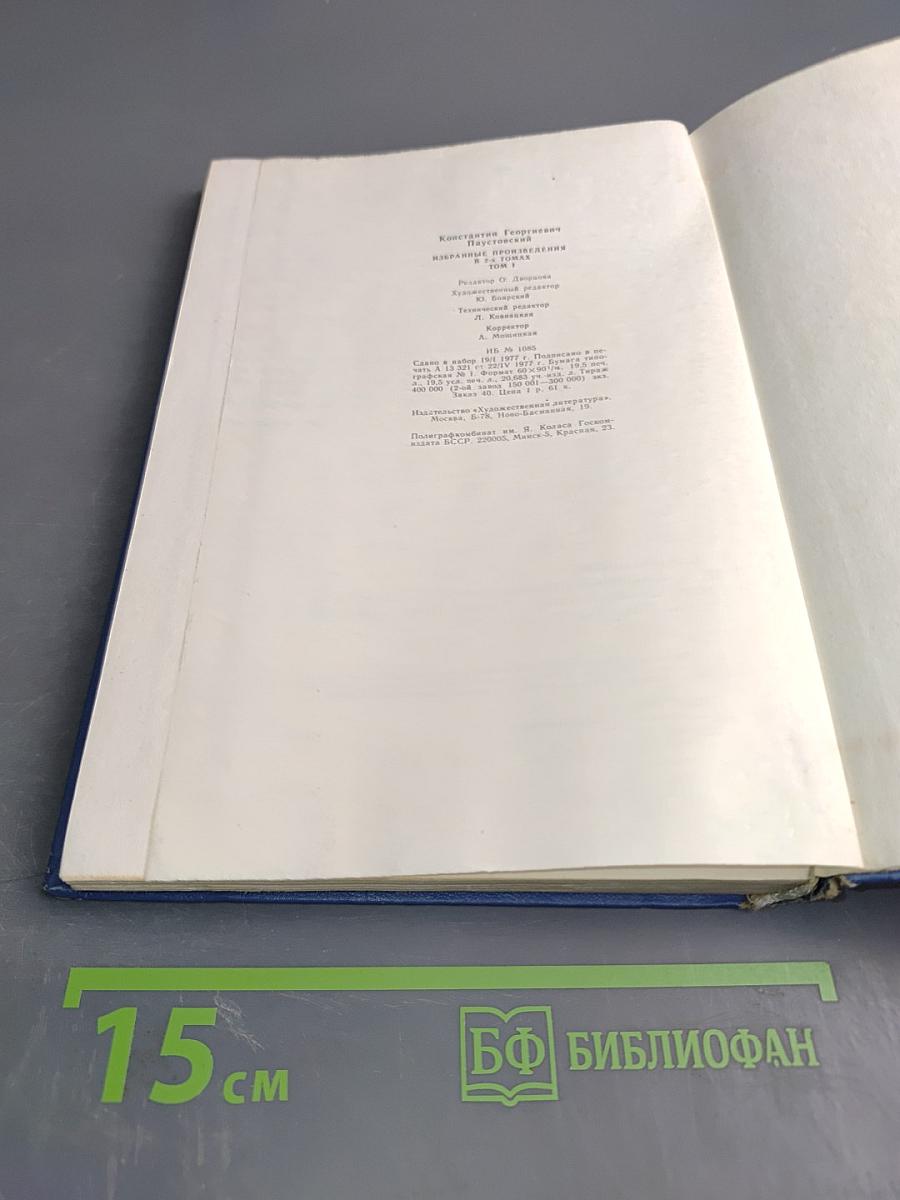 Константин Георгиевич
Паустовский
ИЗБРАННЫЕ ПРОИЗВЕДЕНИЯ
В 2-х ТОМАХ
ТОМ I
Редактор О. Дворцова
Художественный редактор
Ю. Боярский
Технический редактор
Л. Ковнацкая
Корректор
А. Мощицкая
ИБ № 1085
Сдано в набор 19/I 1977 г. Подписано в пе-
чать А 13 321 от 22/IV 1977 г. Бумага типо-
графская № 1. Формат 60×90¹/₁₆. 19,5 печ.
л., 19,5 усл. печ. л., 20,683 уч.-изд. л. Тираж
400 000 (2-ой завод 150 001—300 000) экз.
Заказ 40. Цена 1 р. 61 к.
Издательство «Художественная литература».
Москва, Б-78, Ново-Басманная, 19.
Полиграфкомбинат им. Я. Коласа Госком-
издата БССР. 220005, Минск-5, Красная, 23.
15 см
БФ БИБЛИОФАН